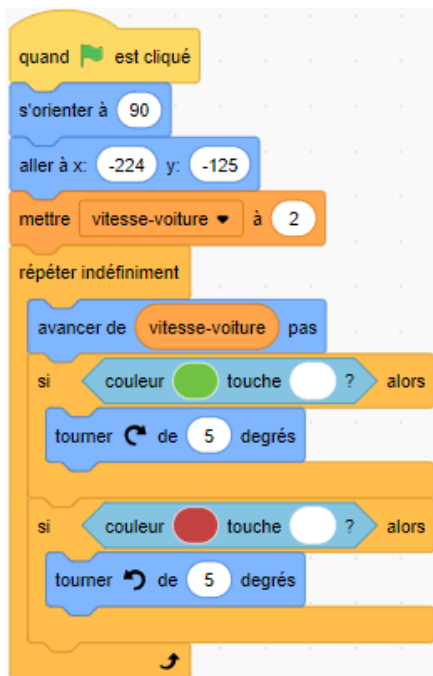 quand est cliqué
s'orienter à 90
aller à x: -224 y: -125
mettre vitesse-voiture à 2
répéter indéfiniment
avancer de vitesse-voiture pas
si couleur touche ? alors
tourner de 5 degrés
si couleur touche ? alors
tourner de 5 degrés